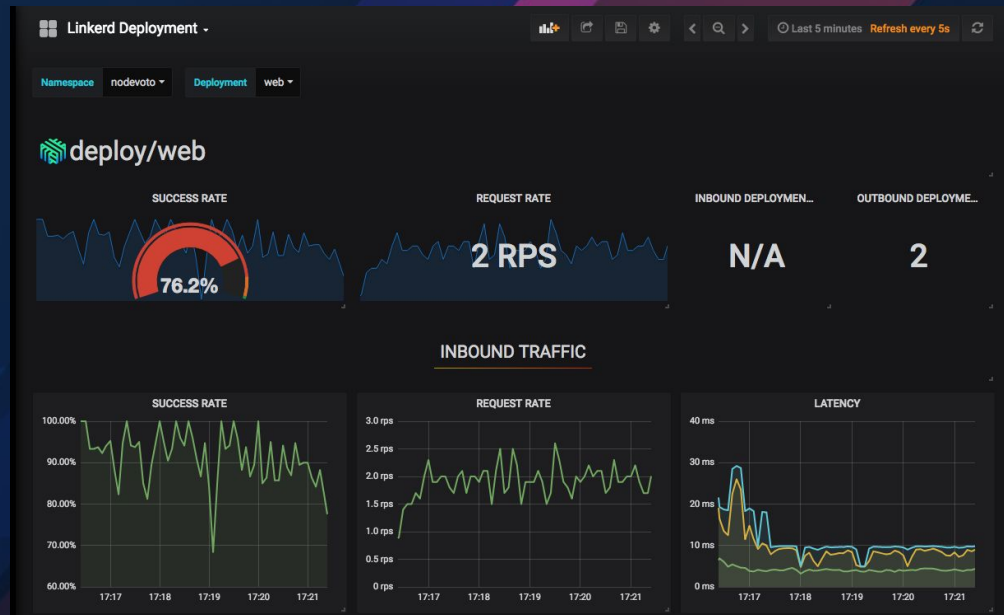 Linkerd Deployment
Last 5 minutes Refresh every 5s
Namespace nodevoto Deployment web
deploy/web
SUCCESS RATE
76.2%
REQUEST RATE
2 RPS
INBOUND DEPLOYMEN...
N/A
OUTBOUND DEPLOYME...
2
INBOUND TRAFFIC
SUCCESS RATE
100.00%
90.00%
80.00%
70.00%
60.00%
17:17 17:18 17:19 17:20 17:21
REQUEST RATE
3.0 rps
2.5 rps
2.0 rps
1.5 rps
1.0 rps
0.5 rps
0 rps
17:17 17:18 17:19 17:20 17:21
LATENCY
40 ms
30 ms
20 ms
10 ms
0 ms
17:17 17:18 17:19 17:20 17:21